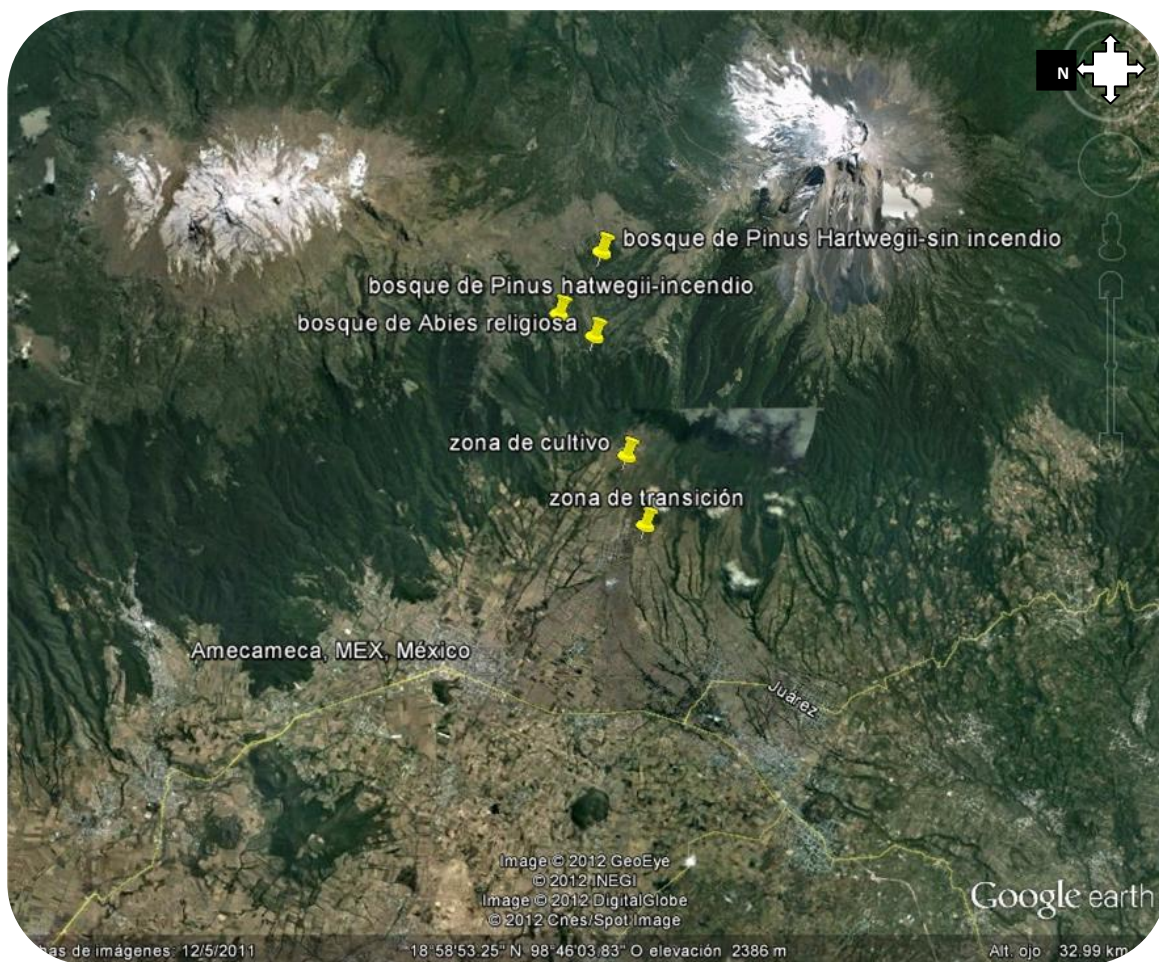 N
bosque de Pinus Hartwegii-sin incendio
bosque de Pinus hatwegii-incendio
bosque de Abies religiosa
zona de cultivo
zona de transición
Amecameca, MEX, México
Juárez
Image © 2012 GeoEye
© 2012 INEGI
Image © 2012 DigitalGlobe
© 2012 Cnes/Spot Image
Google earth
de imágenes: 12/5/2011
18°58'53.25" N 98°46'03.83" O elevación 2386 m
Alt. ojo 32.99 km